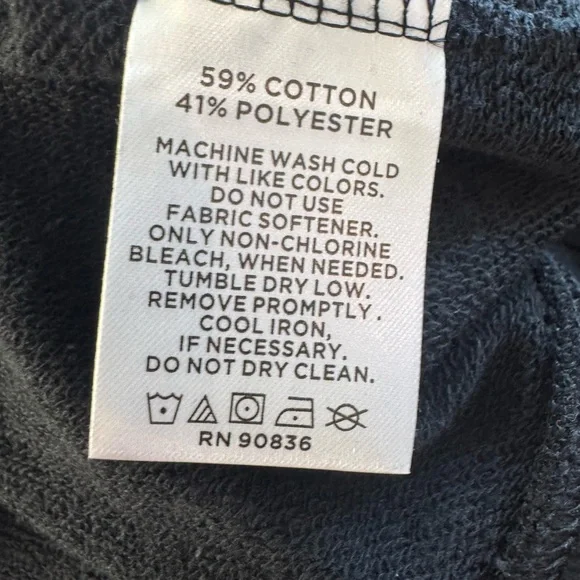 59% COTTON
41% POLYESTER
MACHINE WASH COLD
WITH LIKE COLORS.
DO NOT USE
FABRIC SOFTENER.
ONLY NON-CHLORINE
BLEACH, WHEN NEEDED.
TUMBLE DRY LOW.
REMOVE PROMPTLY.
COOL IRON,
IF NECESSARY.
DO NOT DRY CLEAN.
RN 90836